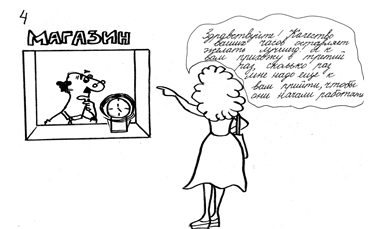 4
МАГАЗИН
Здравствуйте! Качество
ваших часов оставляет
желать лучшего! Я к
вам прихожу в третий
раз, сколько раз
мне надо ещё к
вам прийти, чтобы
они начали работать